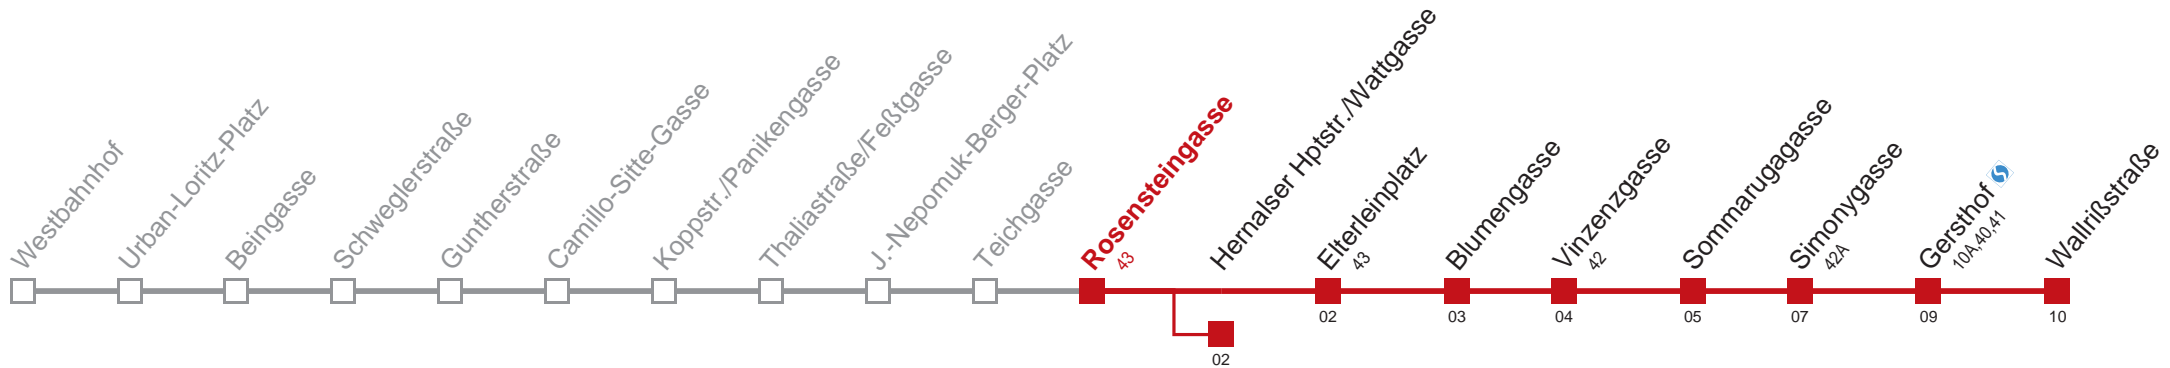 Westbahnhof
Urban-Loritz-Platz
Beingasse
Schweglerstraße
Guntherstraße
Camillo-Sitte-Gasse
Koppstr./Panikengasse
Thaliastraße/Feßtgasse
J.-Nepomuk-Berger-Platz
Teichgasse
Rosensteingasse
43
Hernalser Hptstr./Wattgasse
Elterleinplatz
43
Blumengasse
Vinzenzgasse
42
Sommarugagasse
Simonygasse
42A
Gersthof
10A,40,41
Wallrißstraße
02
03
04
05
07
09
10
02